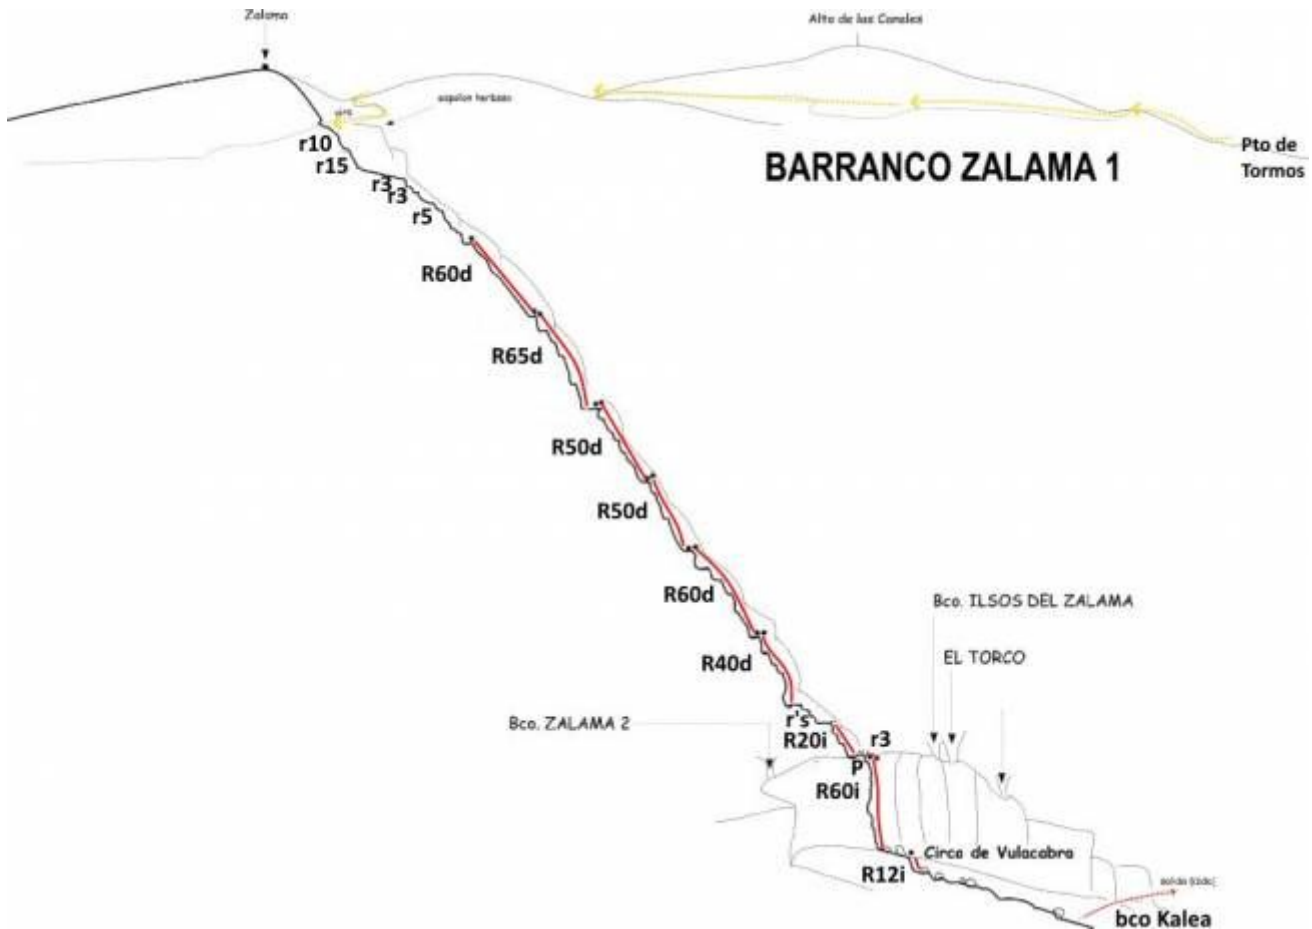 Zalama
Alto de las Canales
espolon herboso
Pto de
Tormos
BARRANCO ZALAMA 1
r10
r15
r3
r3
r5
R60d
R65d
R50d
R50d
R60d
R40d
Bco. ILSOS DEL ZALAMA
EL TORCO
Bco. ZALAMA 2
r's
R20i
r3
P
R60i
Circo de Vulacabra
R12i
bco Kalea